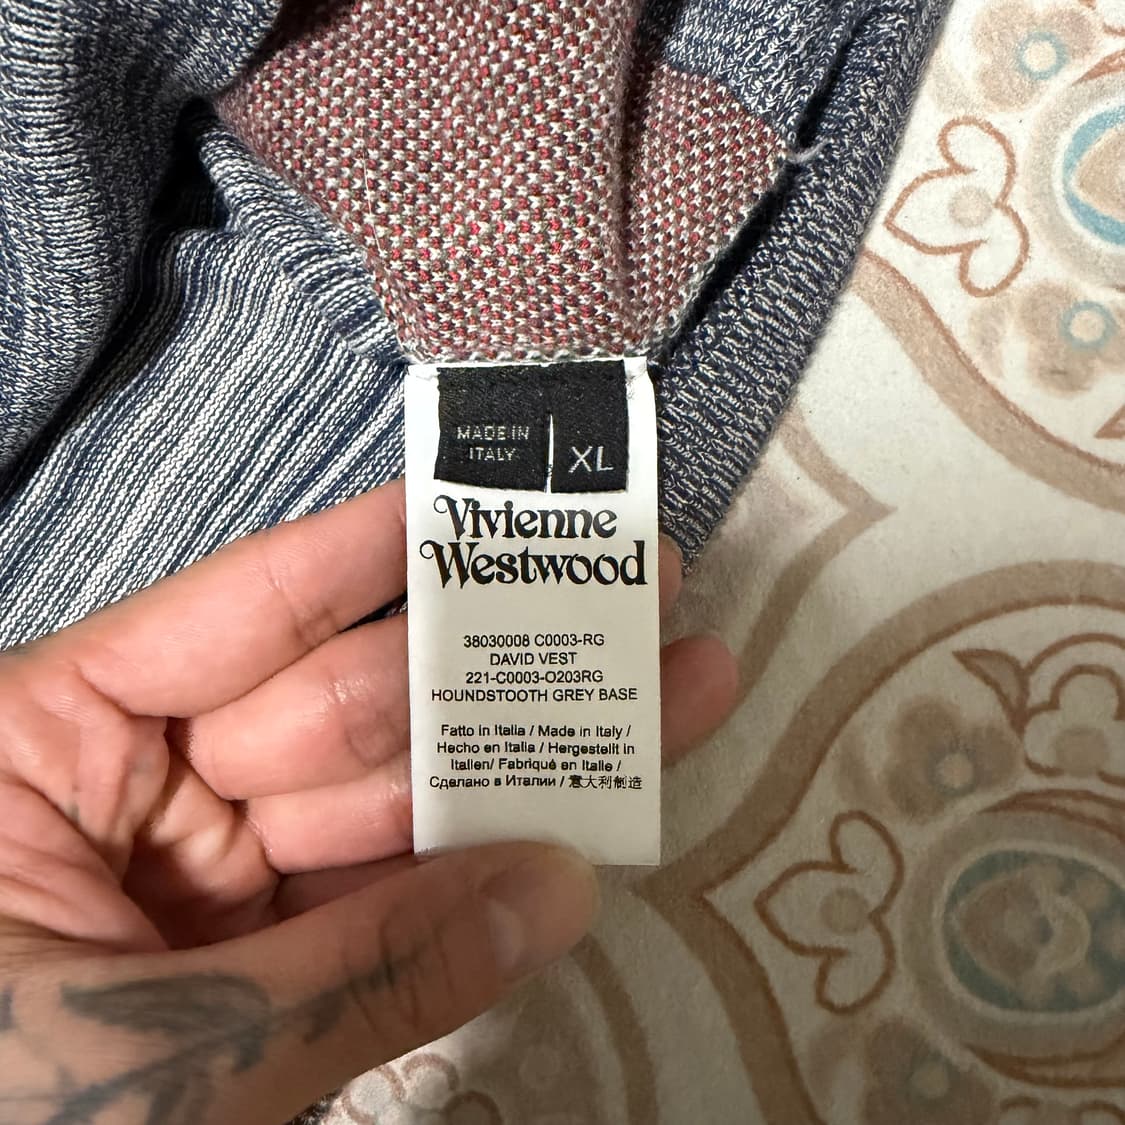 MADE IN
ITALY
XL
Vivienne
Westwood
38030008 C0003-RG
DAVID VEST
221-C0003-O203RG
HOUNDSTOOTH GREY BASE
Fatto in Italia / Made in Italy /
Hecho en Italia / Hergestellt in
Italien/ Fabriqué en Italie /
Сделано в Италии / 意大利制造